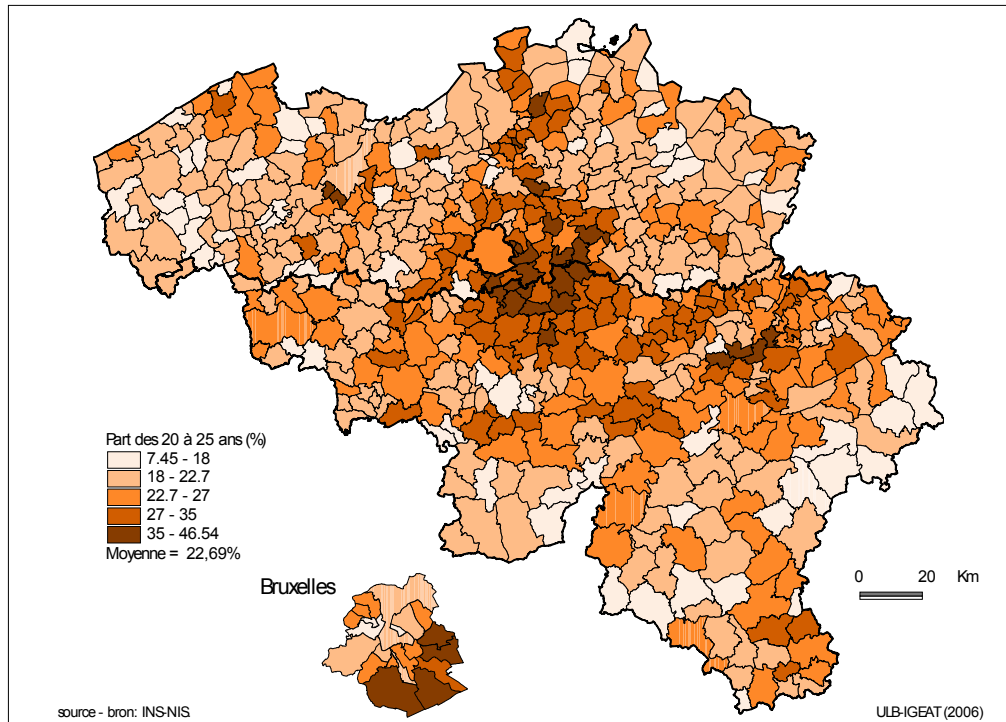 Part des 20 à 25 ans (%)
7.45 - 18
18 - 22.7
22.7 - 27
27 - 35
35 - 46.54
Moyenne = 22,69%
Bruxelles
0 20 Km
source - bron: INS-NIS.
ULB-IGEAT (2006)